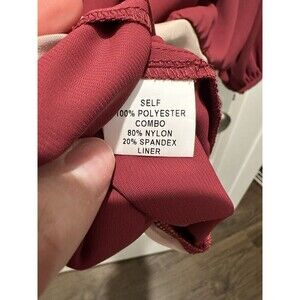 SELF
100% POLYESTER
COMBO
80% NYLON
20% SPANDEX
LINER